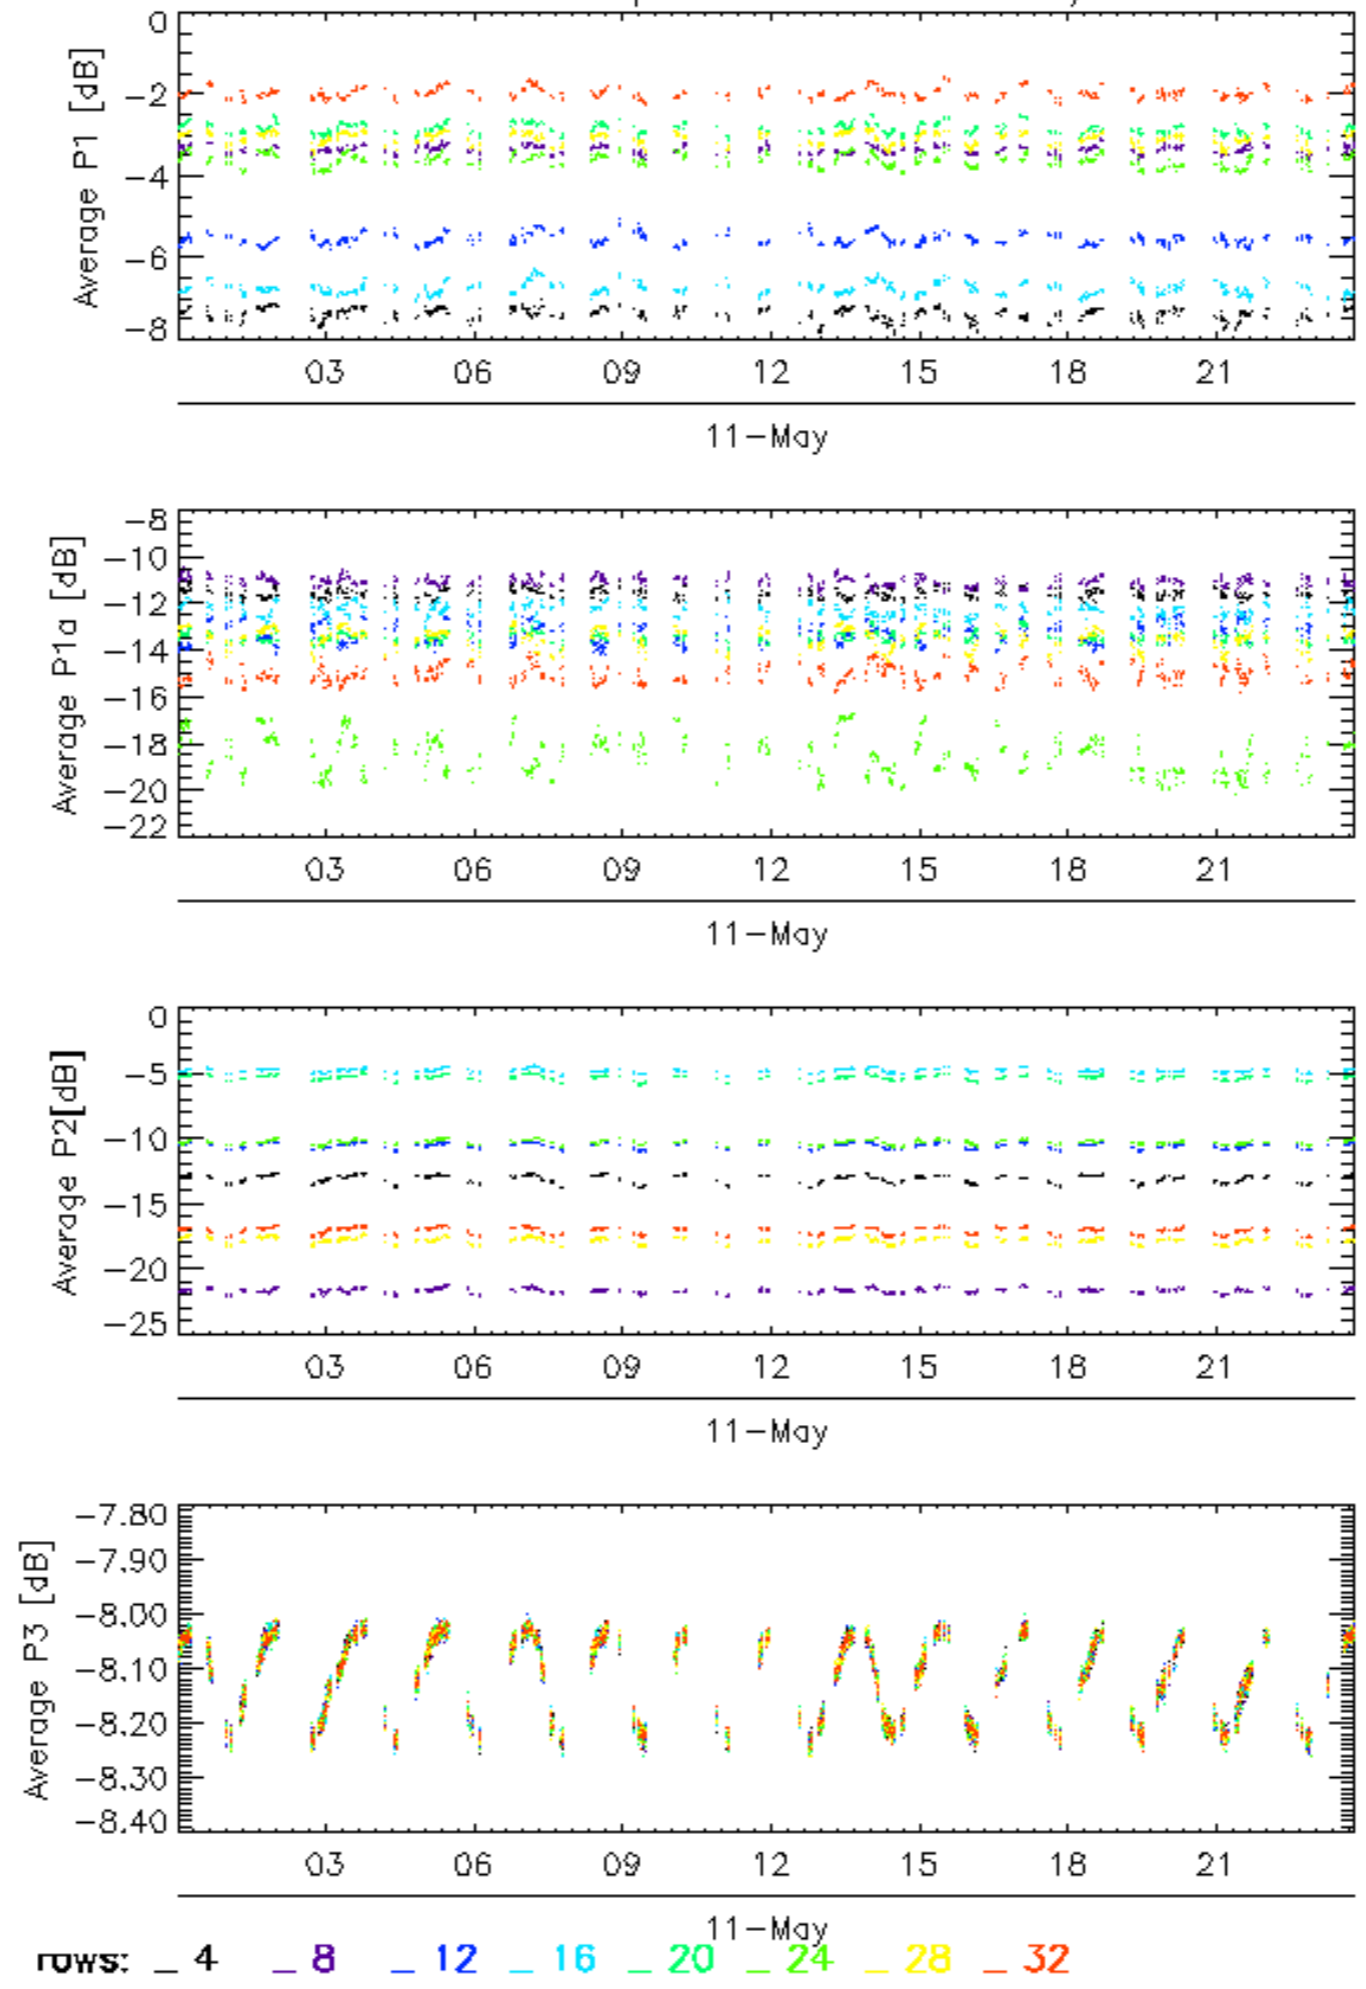 0
-2
-4
-6
-8
Average P1 [dB]
03 06 09 12 15 18 21
11-May
-8
-10
-12
-14
-16
-18
-20
-22
Average P1a [dB]
03 06 09 12 15 18 21
11-May
0
-5
-10
-15
-20
-25
Average P2[dB]
03 06 09 12 15 18 21
11-May
-7.80
-7.90
-8.00
-8.10
-8.20
-8.30
-8.40
Average P3 [dB]
03 06 09 12 15 18 21
11-May
rows: _ 4 _ 8 _ 12 _ 16 _ 20 _ 24 _ 28 _ 32